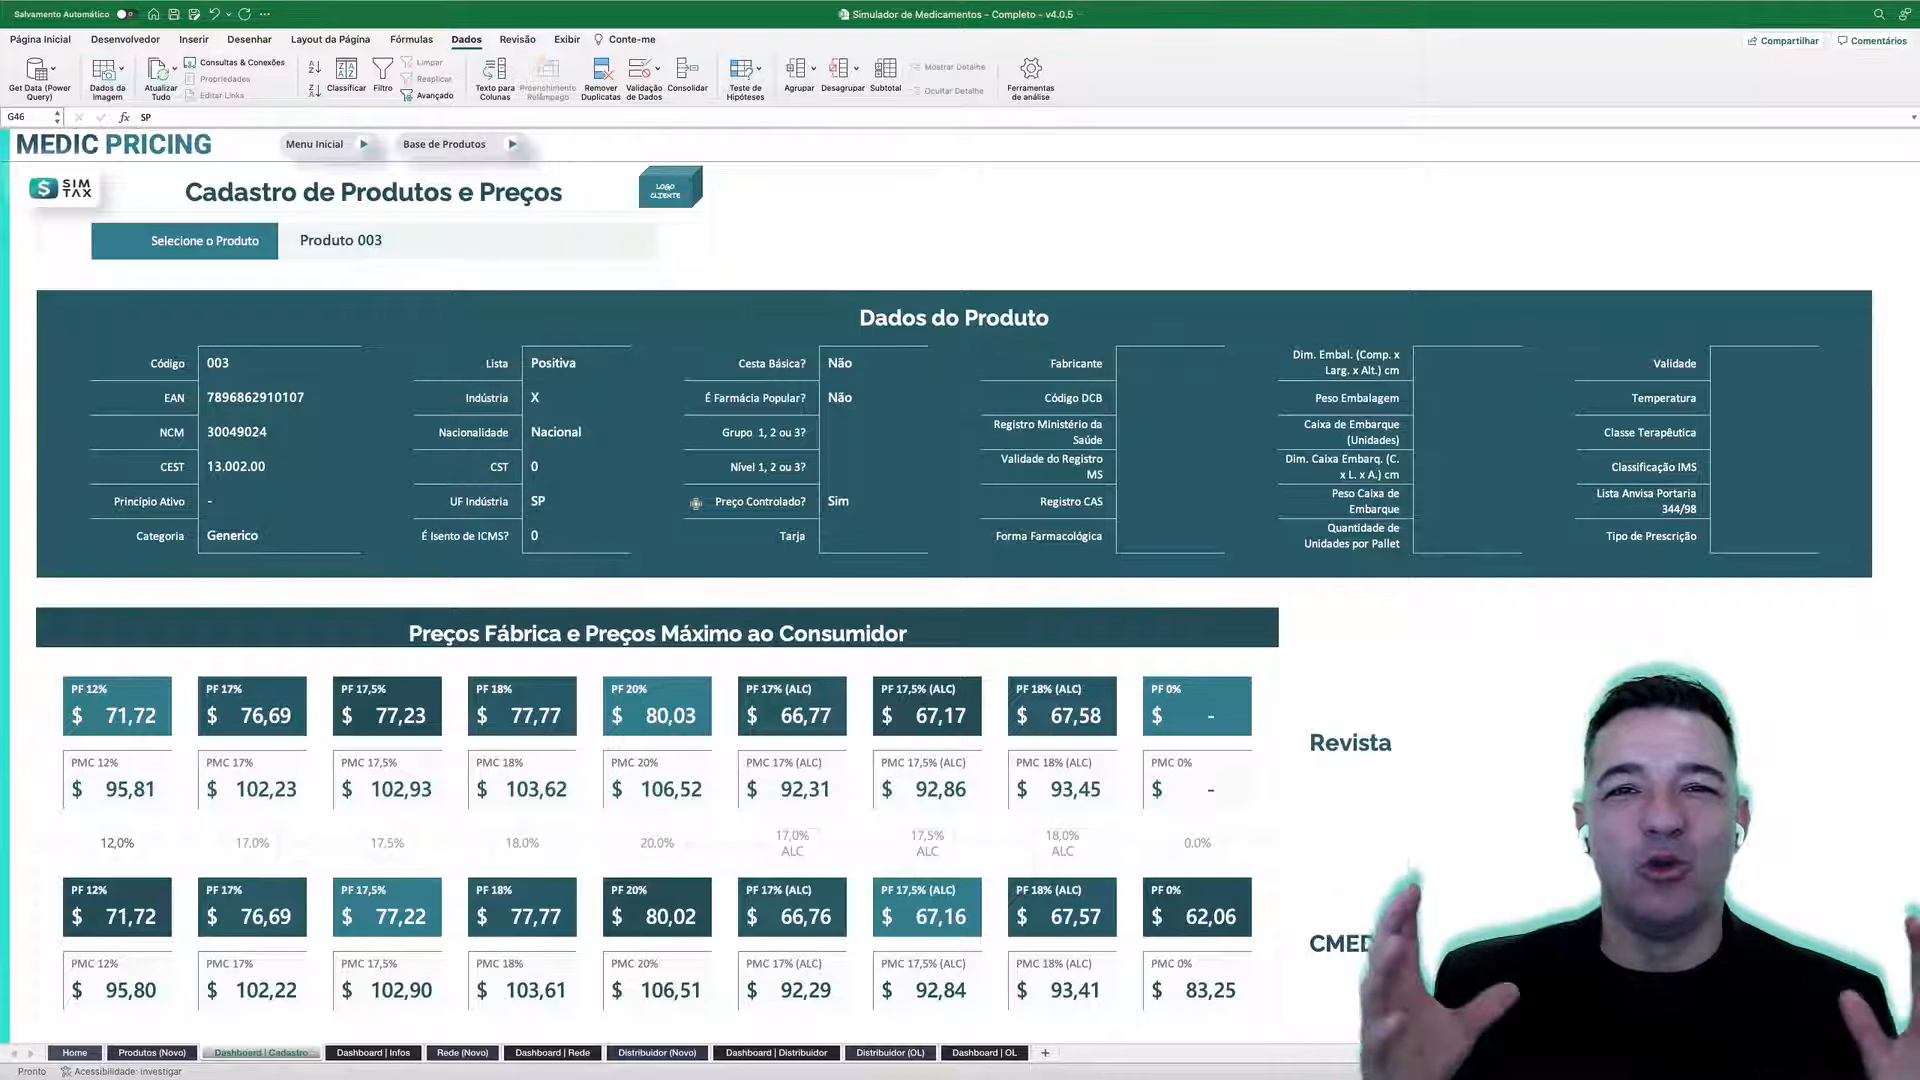 Salvamento Automático
Simulador de Medicamentos - Completo - v4.0.5
Página Inicial Desenvolvedor Inserir Desenhar Layout da Página Fórmulas Dados Revisão Exibir Conte-me
Compartilhar Comentários
Get Data (Power Query)
Dados da Imagem
Atualizar Tudo
Consultas & Conexões
Propriedades
Editar Links
Classificar
Filtro
Limpar
Reaplicar
Avançado
Texto para Colunas
Preenchimento Relâmpago
Remover Duplicatas
Validação de Dados
Consolidar
Teste de Hipóteses
Agrupar
Desagrupar
Subtotal
Mostrar Detalhe
Ocultar Detalhe
Ferramentas de análise
G46 fx SP
MEDIC PRICING Menu Inicial Base de Produtos
SIM TAX
Cadastro de Produtos e Preços
LOGO CLIENTE
Selecione o Produto Produto 003
Dados do Produto
Código 003
EAN 7896862910107
NCM 30049024
CEST 13.002.00
Princípio Ativo -
Categoria Generico
Lista Positiva
Indústria X
Nacionalidade Nacional
CST 0
UF Indústria SP
É Isento de ICMS? 0
Cesta Básica? Não
É Farmácia Popular? Não
Grupo 1, 2 ou 3?
Nível 1, 2 ou 3?
Preço Controlado? Sim
Tarja
Fabricante
Código DCB
Registro Ministério da Saúde
Validade do Registro MS
Registro CAS
Forma Farmacológica
Dim. Embal. (Comp. x Larg. x Alt.) cm
Peso Embalagem
Caixa de Embarque (Unidades)
Dim. Caixa Embarq. (C. x L. x A.) cm
Peso Caixa de Embarque
Quantidade de Unidades por Pallet
Validade
Temperatura
Classe Terapêutica
Classificação IMS
Lista Anvisa Portaria 344/98
Tipo de Prescrição
Preços Fábrica e Preços Máximo ao Consumidor
PF 12% PF 17% PF 17,5% PF 18% PF 20% PF 17% (ALC) PF 17,5% (ALC) PF 18% (ALC) PF 0%
$ 71,72 $ 76,69 $ 77,23 $ 77,77 $ 80,03 $ 66,77 $ 67,17 $ 67,58 $ -
Revista
PMC 12% PMC 17% PMC 17,5% PMC 18% PMC 20% PMC 17% (ALC) PMC 17,5% (ALC) PMC 18% (ALC) PMC 0%
$ 95,81 $ 102,23 $ 102,93 $ 103,62 $ 106,52 $ 92,31 $ 92,86 $ 93,45 $ -
12,0% 17,0% 17,5% 18,0% 20,0% 17,0% ALC 17,5% ALC 18,0% ALC 0,0%
PF 12% PF 17% PF 17,5% PF 18% PF 20% PF 17% (ALC) PF 17,5% (ALC) PF 18% (ALC) PF 0%
$ 71,72 $ 76,69 $ 77,22 $ 77,77 $ 80,02 $ 66,76 $ 67,16 $ 67,57 $ 62,06
CMED
PMC 12% PMC 17% PMC 17,5% PMC 18% PMC 20% PMC 17% (ALC) PMC 17,5% (ALC) PMC 18% (ALC) PMC 0%
$ 95,80 $ 102,22 $ 102,90 $ 103,61 $ 106,51 $ 92,29 $ 92,84 $ 93,41 $ 83,25
Home Produtos (Novo) Dashboard | Cadastro Dashboard | Infos Rede (Novo) Dashboard | Rede Distribuidor (Novo) Dashboard | Distribuidor Distribuidor (OL) Dashboard | OL +
Pronto Acessibilidade: investigar